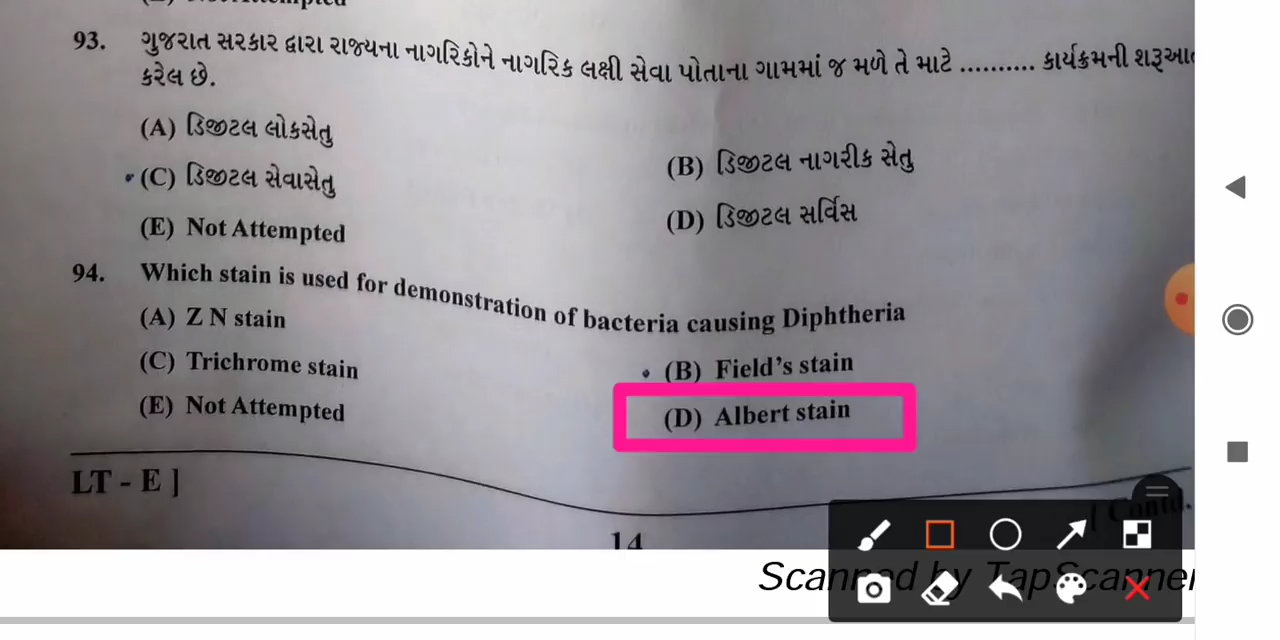 93. ગુજરાત સરકાર દ્વારા રાજ્યના નાગરિકોને નાગરિક લક્ષી સેવા પોતાના ગામમાં જ મળે તે માટે .......... કાર્યક્રમની
કરેલ છે.
(A) ડિજીટલ લોકસેતુ
(B) ડિજીટલ નાગરીક સેતુ
(C) ડિજીટલ સેવાસેતુ
(D) ડિજીટલ સર્વિસ
(E) Not Attempted
94. Which stain is used for demonstration of bacteria causing Diphtheria
(A) Z N stain
(B) Field's stain
(C) Trichrome stain
(D) Albert stain
(E) Not Attempted
LT - E ]
[ Contd.
14
Scanned by TapScanner